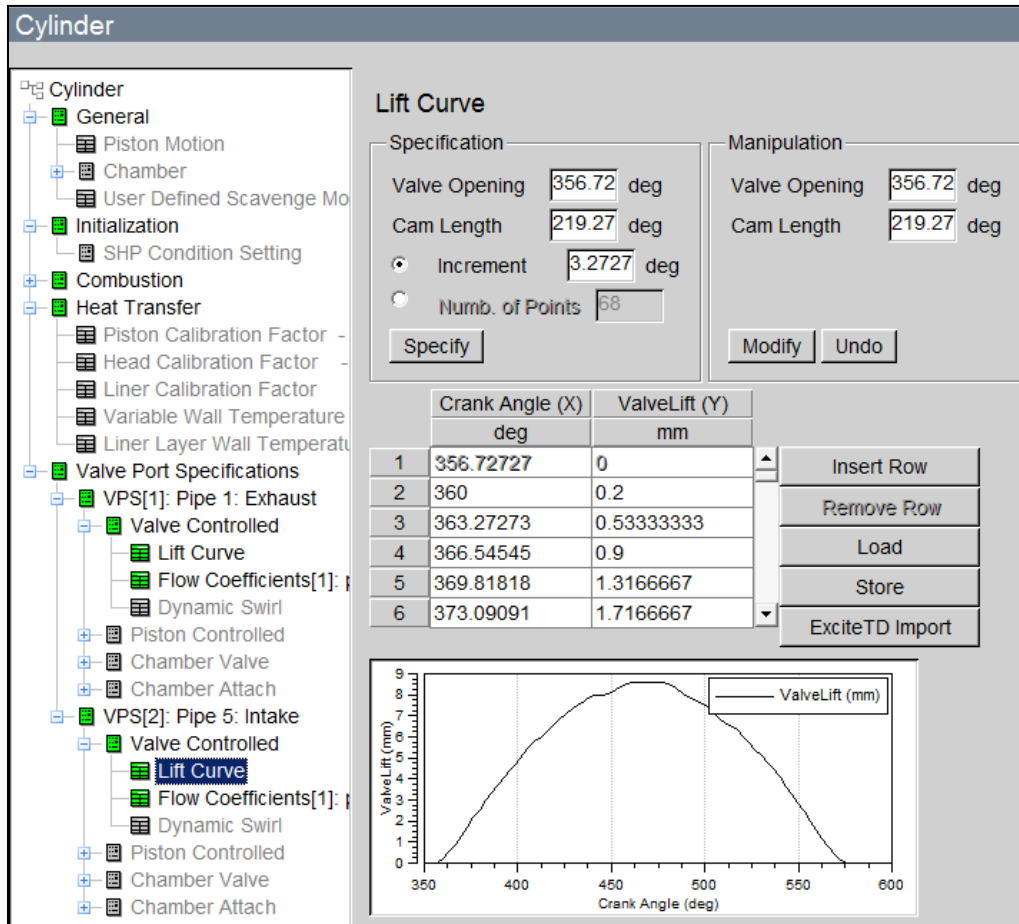 Cylinder
Cylinder
General
Piston Motion
Chamber
User Defined Scavenge Mo
Initialization
SHP Condition Setting
Combustion
Heat Transfer
Piston Calibration Factor -
Head Calibration Factor -
Liner Calibration Factor
Variable Wall Temperature
Liner Layer Wall Temperatu
Valve Port Specifications
VPS[1]: Pipe 1: Exhaust
Valve Controlled
Lift Curve
Flow Coefficients[1]: p
Dynamic Swirl
Piston Controlled
Chamber Valve
Chamber Attach
VPS[2]: Pipe 5: Intake
Valve Controlled
Lift Curve
Flow Coefficients[1]: p
Dynamic Swirl
Piston Controlled
Chamber Valve
Chamber Attach
Lift Curve
Specification
Valve Opening 356.72 deg
Cam Length 219.27 deg
Increment 3.2727 deg
Numb. of Points 68
Specify
Manipulation
Valve Opening 356.72 deg
Cam Length 219.27 deg
Modify Undo
Crank Angle (X) ValveLift (Y)
deg mm
1 356.72727 0
2 360 0.2
3 363.27273 0.53333333
4 366.54545 0.9
5 369.81818 1.3166667
6 373.09091 1.7166667
Insert Row
Remove Row
Load
Store
ExciteTD Import
ValveLift (mm)
9
8
7
6
5
4
3
2
1
0
ValveLift (mm)
350 400 450 500 550 600
Crank Angle (deg)